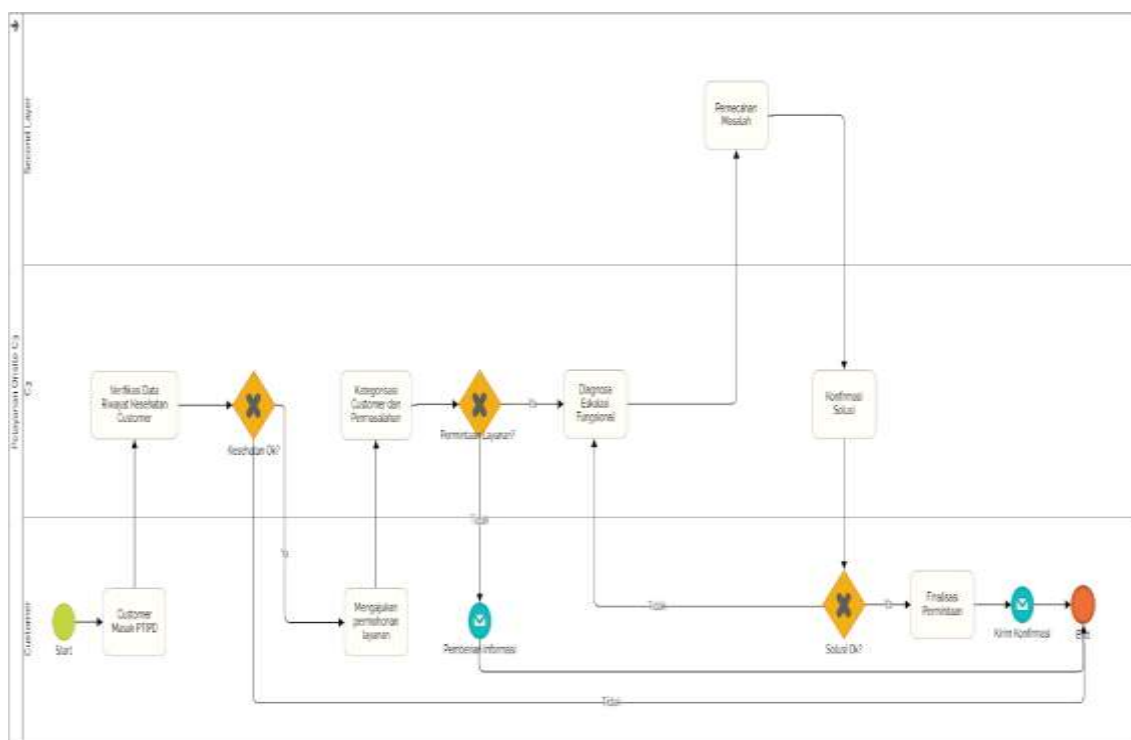 Pelayanan Onsite C3
Second Layer
Pemecahan
Masalah
C3
Verifikasi Data
Riwayat Kesehatan
Customer
Kesehatan Ok?
Ya
Kategorisasi
Customer dan
Permasalahan
Permintaan Layanan?
Ya
Tidak
Diagnosa
Eskalasi
Fungsional
Konfirmasi
Solusi
Customer
Start
Customer
Masuk PTIPD
Mengajukan
permohonan
layanan
Pemberian Informasi
Tidak
Solusi Ok?
Ya
Finalisasi
Permintaan
Kirim Konfirmasi
End
Tidak